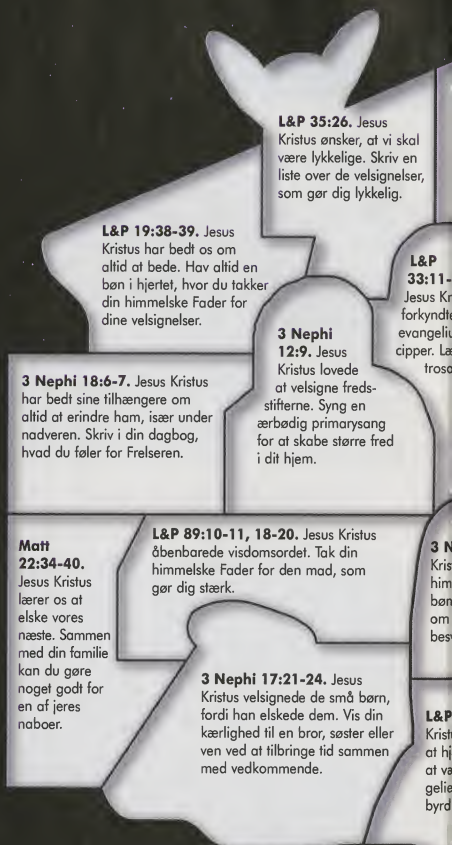 L&P 35:26. Jesus
Kristus ønsker, at vi skal
være lykkelige. Skriv en
liste over de velsignelser,
som gør dig lykkelig.
L&P 19:38-39. Jesus
Kristus har bedt os om
altid at bede. Hav altid en
bøn i hjertet, hvor du takker
din himmelske Fader for
dine velsignelser.
L&P
33:11-
Jesus
forkyndte
cipper.
3 Nephi
12:9. Jesus
Kristus lovede
at velsigne freds-
stifterne. Syng en
ærbødig primarysang
for at skabe større fred
i dit hjem.
3 Nephi 18:6-7. Jesus Kristus
har bedt sine tilhængere om
altid at erindre ham, især under
nadveren. Skriv i din dagbog,
hvad du føler for Frelseren.
L&P 89:10-11, 18-20. Jesus Kristus
åbenbarede visdomsordet. Tak din
himmelske Fader for den mad, som
gør dig stærk.
Matt
22:34-40.
Jesus Kristus
lærer os at
elske vores
næste. Sammen
med din familie
kan du gøre
noget godt for
en af jeres
naboer.
3 Nephi 17:21-24. Jesus
Kristus velsignede de små børn,
fordi han elskede dem. Vis din
kærlighed til en bror, søster eller
ven ved at tilbringe tid sammen
med vedkommende.
3
om
L&P
at
at